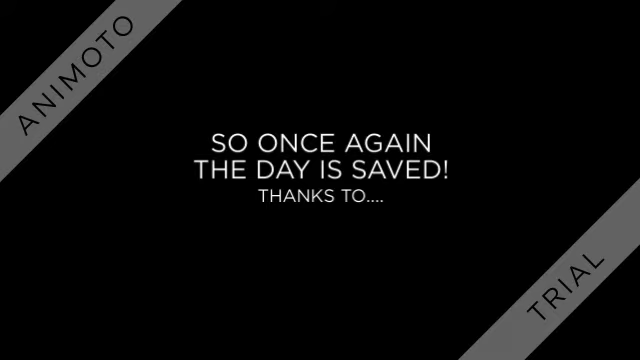 ANIMOTO
SO ONCE AGAIN
THE DAY IS SAVED!
THANKS TO....
TRIAL